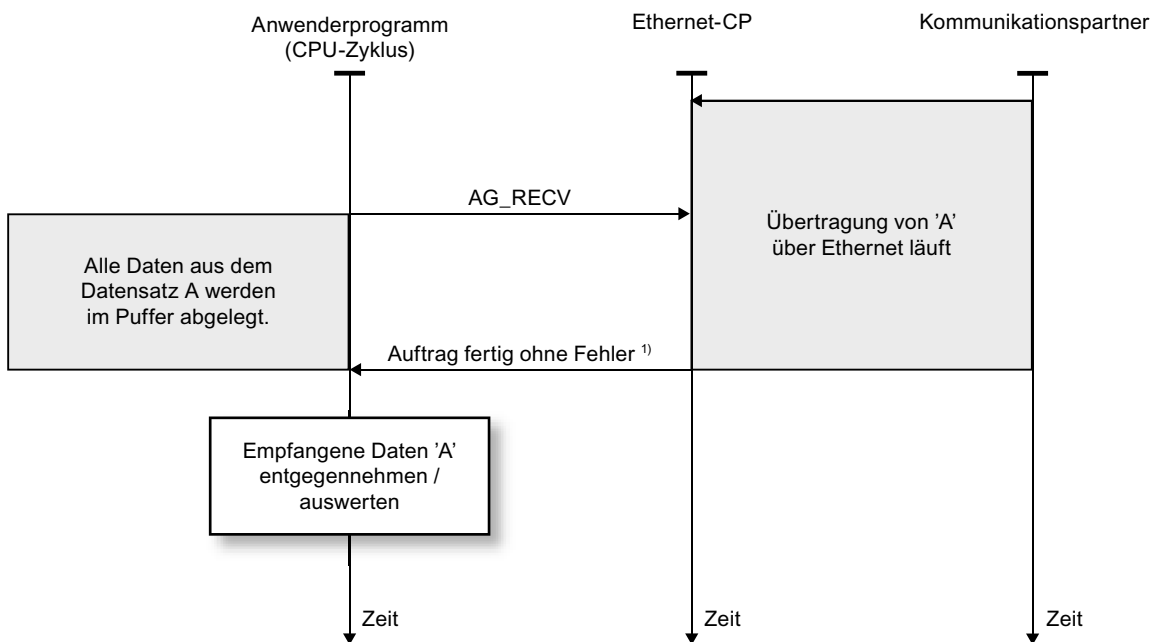 Anwenderprogramm
(CPU-Zyklus)
Ethernet-CP
Kommunikationspartner
AG_RECV
Übertragung von ’A’
über Ethernet läuft
Alle Daten aus dem
Datensatz A werden
im Puffer abgelegt.
Auftrag fertig ohne Fehler 1)
Empfangene Daten ’A’
entgegennehmen /
auswerten
Zeit
Zeit
Zeit